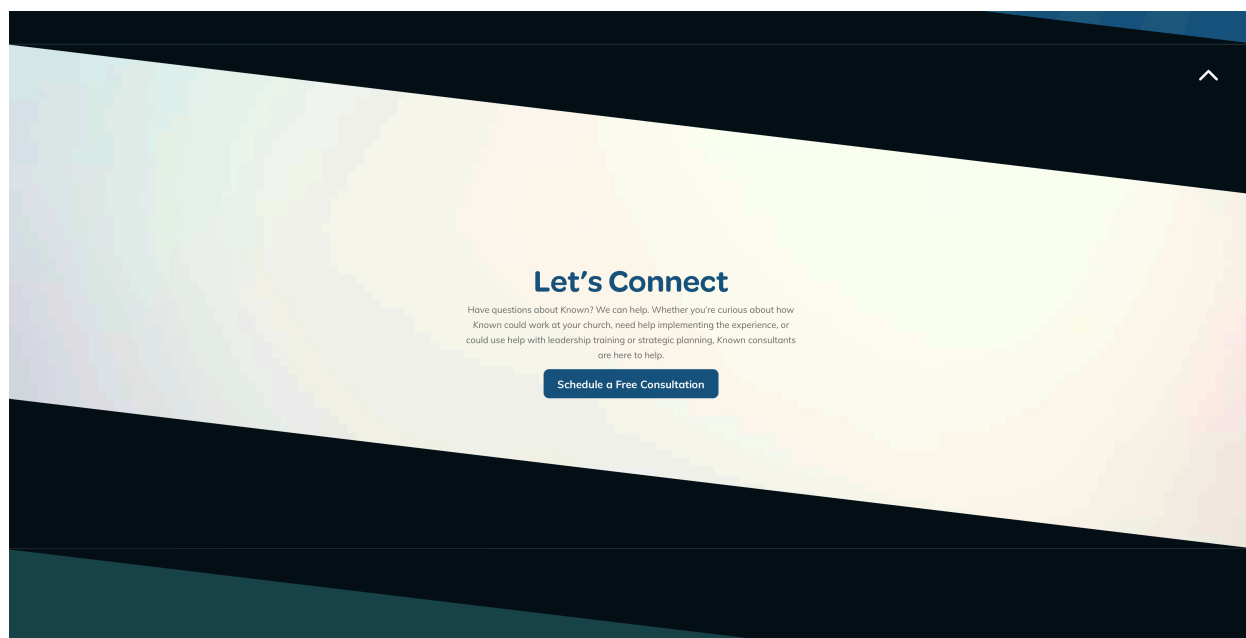 Let's Connect
Have questions about Known? We can help. Whether you're curious about how
Known could work at your church, need help implementing the experience, or
could use help with leadership training or strategic planning, Known consultants
are here to help.
Schedule a Free Consultation